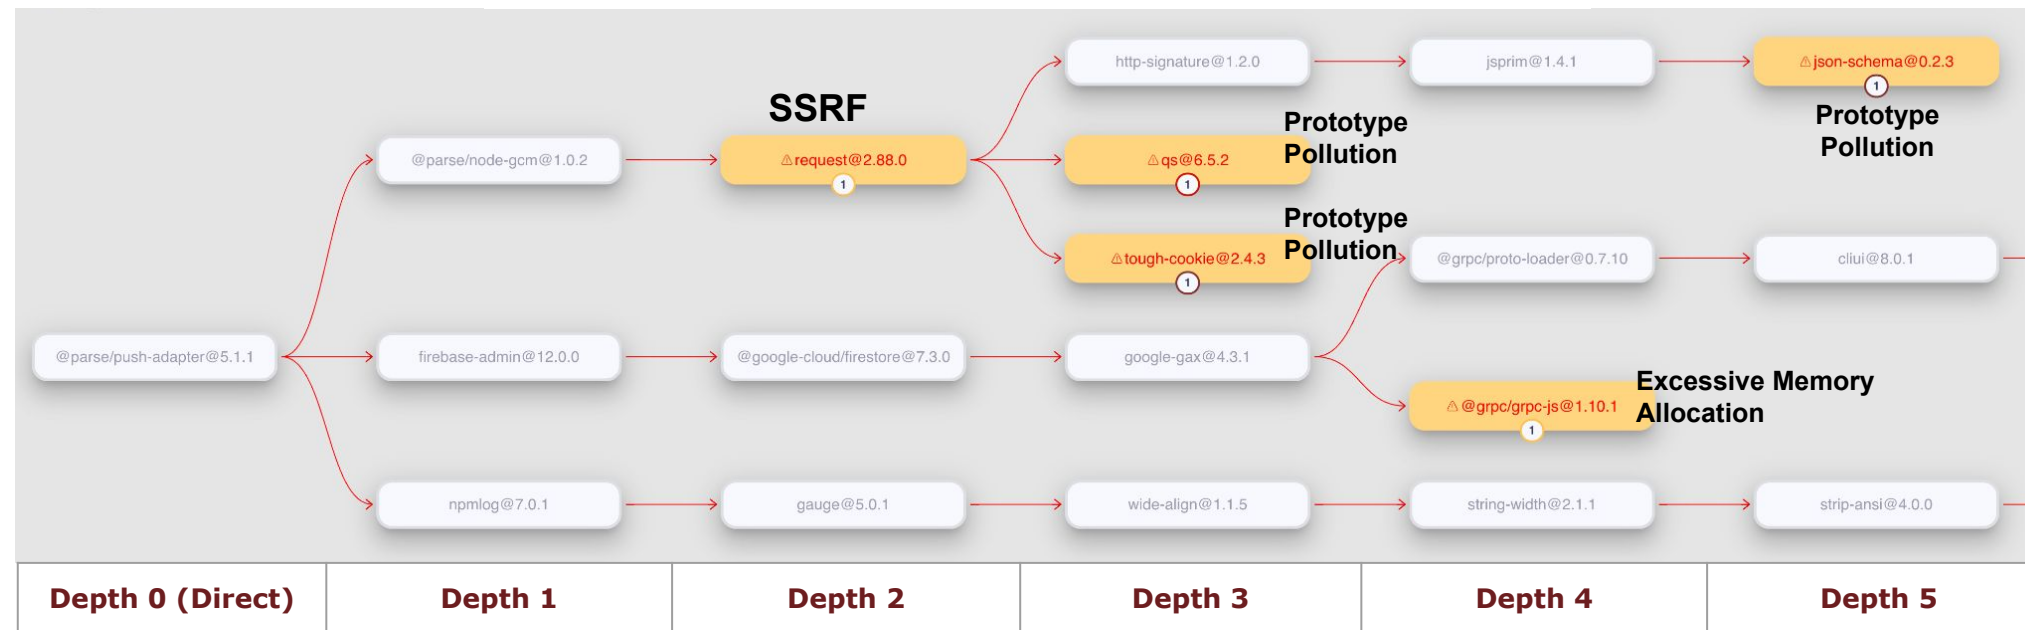 http-signature@1.2.0
jsprim@1.4.1
⚠json-schema@0.2.3
1
Prototype
Pollution
SSRF
@parse/node-gcm@1.0.2
⚠request@2.88.0
1
Prototype
Pollution
⚠qs@6.5.2
1
Prototype
Pollution
⚠tough-cookie@2.4.3
1
@grpc/proto-loader@0.7.10
cliui@8.0.1
@parse/push-adapter@5.1.1
firebase-admin@12.0.0
@google-cloud/firestore@7.3.0
google-gax@4.3.1
Excessive Memory
Allocation
⚠@grpc/grpc-js@1.10.1
1
npmlog@7.0.1
gauge@5.0.1
wide-align@1.1.5
string-width@2.1.1
strip-ansi@4.0.0
Depth 0 (Direct)
Depth 1
Depth 2
Depth 3
Depth 4
Depth 5